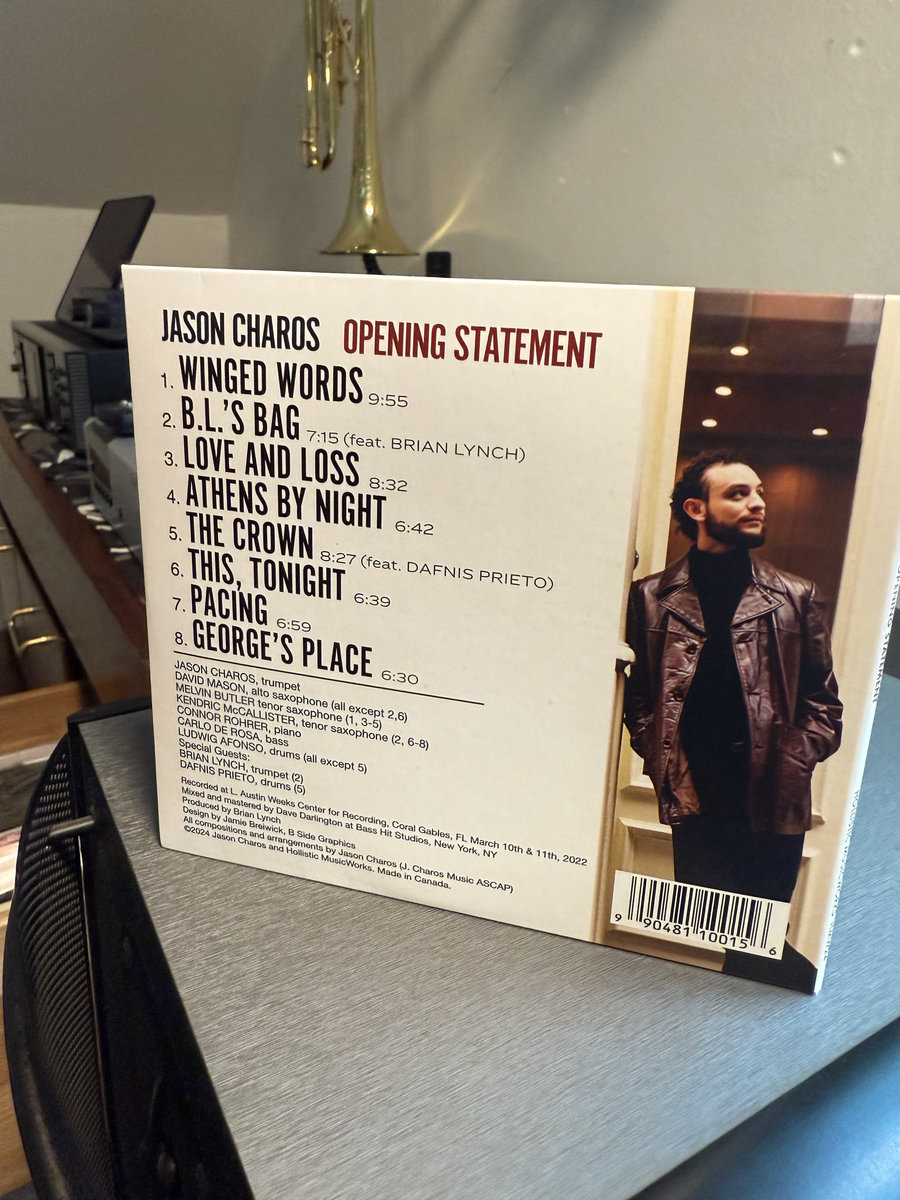 JASON CHAROS OPENING STATEMENT
1. WINGED WORDS 9:55
2. B.L.'S BAG 7:15 (feat. BRIAN LYNCH)
3. LOVE AND LOSS 8:32
4. ATHENS BY NIGHT 6:42
5. THE CROWN 8:27 (feat. DAFNIS PRIETO)
6. THIS, TONIGHT 6:39
7. PACING 6:59
8. GEORGE'S PLACE 6:30
JASON CHAROS, trumpet
DAVID MASON, alto saxophone (all except 2,6)
MELVIN BUTLER tenor saxophone (1, 3-5)
KENDRIC McCALLISTER, tenor saxophone (2, 6-8)
CONNOR ROHRER, piano
CARLO DE ROSA, bass
LUDWIG AFONSO, drums (all except 5)
Special Guests:
BRIAN LYNCH, trumpet (2)
DAFNIS PRIETO, drums (5)
Recorded at L. Austin Weeks Center for Recording, Coral Gables, FL March 10th & 11th, 2022
Mixed and mastered by Dave Darlington at Bass Hit Studios, New York, NY
Produced by Brian Lynch
Design by Jamie Breiwick, B Side Graphics
All compositions and arrangements by Jason Charos (J. Charos Music ASCAP)
©2024 Jason Charos and Hollistic MusicWorks. Made in Canada.
9 90481 10015 6
OPENING STATEMENT